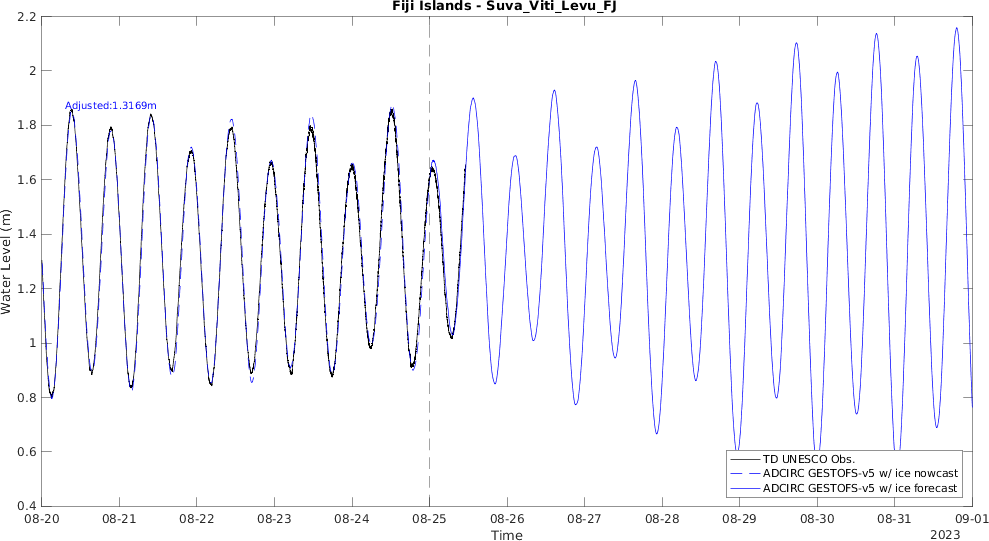 Fiji Islands - Suva_Viti_Levu_FJ
2.2
2
1.8
1.6
1.4
1.2
1
0.8
0.6
0.4
Water Level (m)
Adjusted:1.3169m
TD UNESCO Obs.
ADCIRC GESTOFS-v5 w/ ice nowcast
ADCIRC GESTOFS-v5 w/ ice forecast
08-20 08-21 08-22 08-23 08-24 08-25 08-26 08-27 08-28 08-29 08-30 08-31 09-01
Time
2023